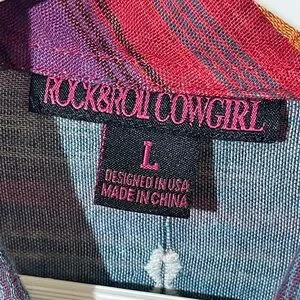 ROCK&ROLL COWGIRL
L
DESIGNED IN USA
MADE IN CHINA